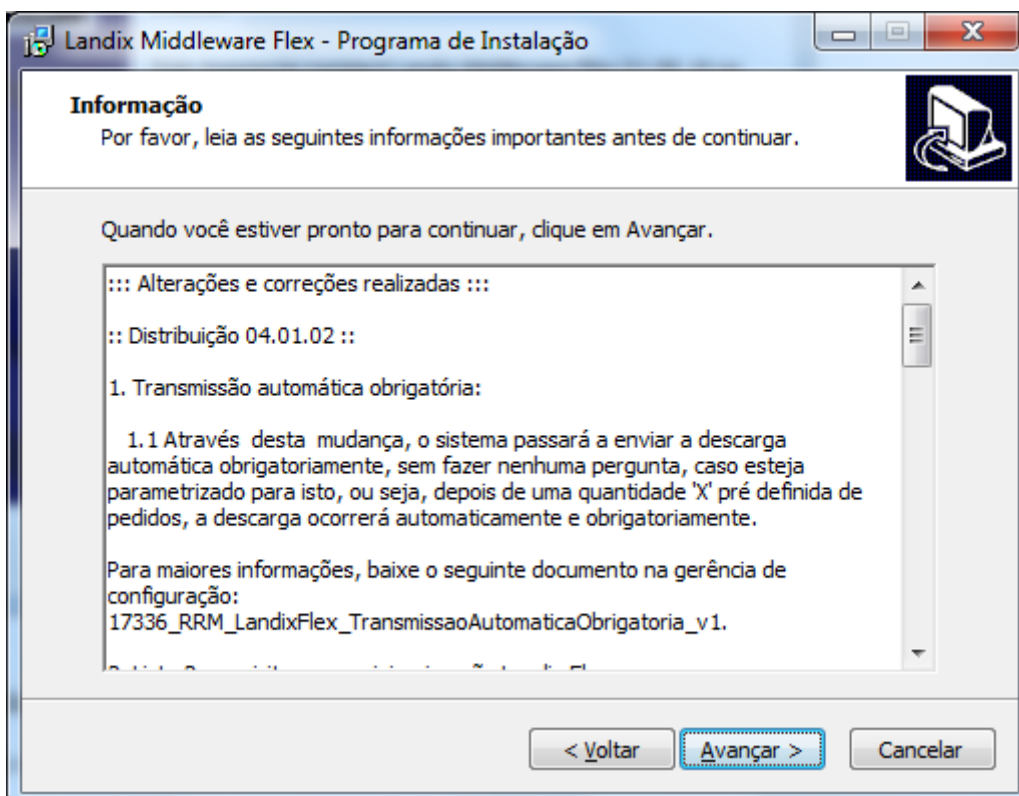 Landix Middleware Flex - Programa de Instalação
Informação
Por favor, leia as seguintes informações importantes antes de continuar.
Quando você estiver pronto para continuar, clique em Avançar.
::: Alterações e correções realizadas :::
:: Distribuição 04.01.02 ::
1. Transmissão automática obrigatória:
1.1 Através desta mudança, o sistema passará a enviar a descarga
automática obrigatoriamente, sem fazer nenhuma pergunta, caso esteja
parametrizado para isto, ou seja, depois de uma quantidade 'X' pré definida de
pedidos, a descarga ocorrerá automaticamente e obrigatoriamente.
Para maiores informações, baixe o seguinte documento na gerência de
configuração:
17336_RRM_LandixFlex_TransmissaoAutomaticaObrigatoria_v1.
< Voltar
Avançar >
Cancelar